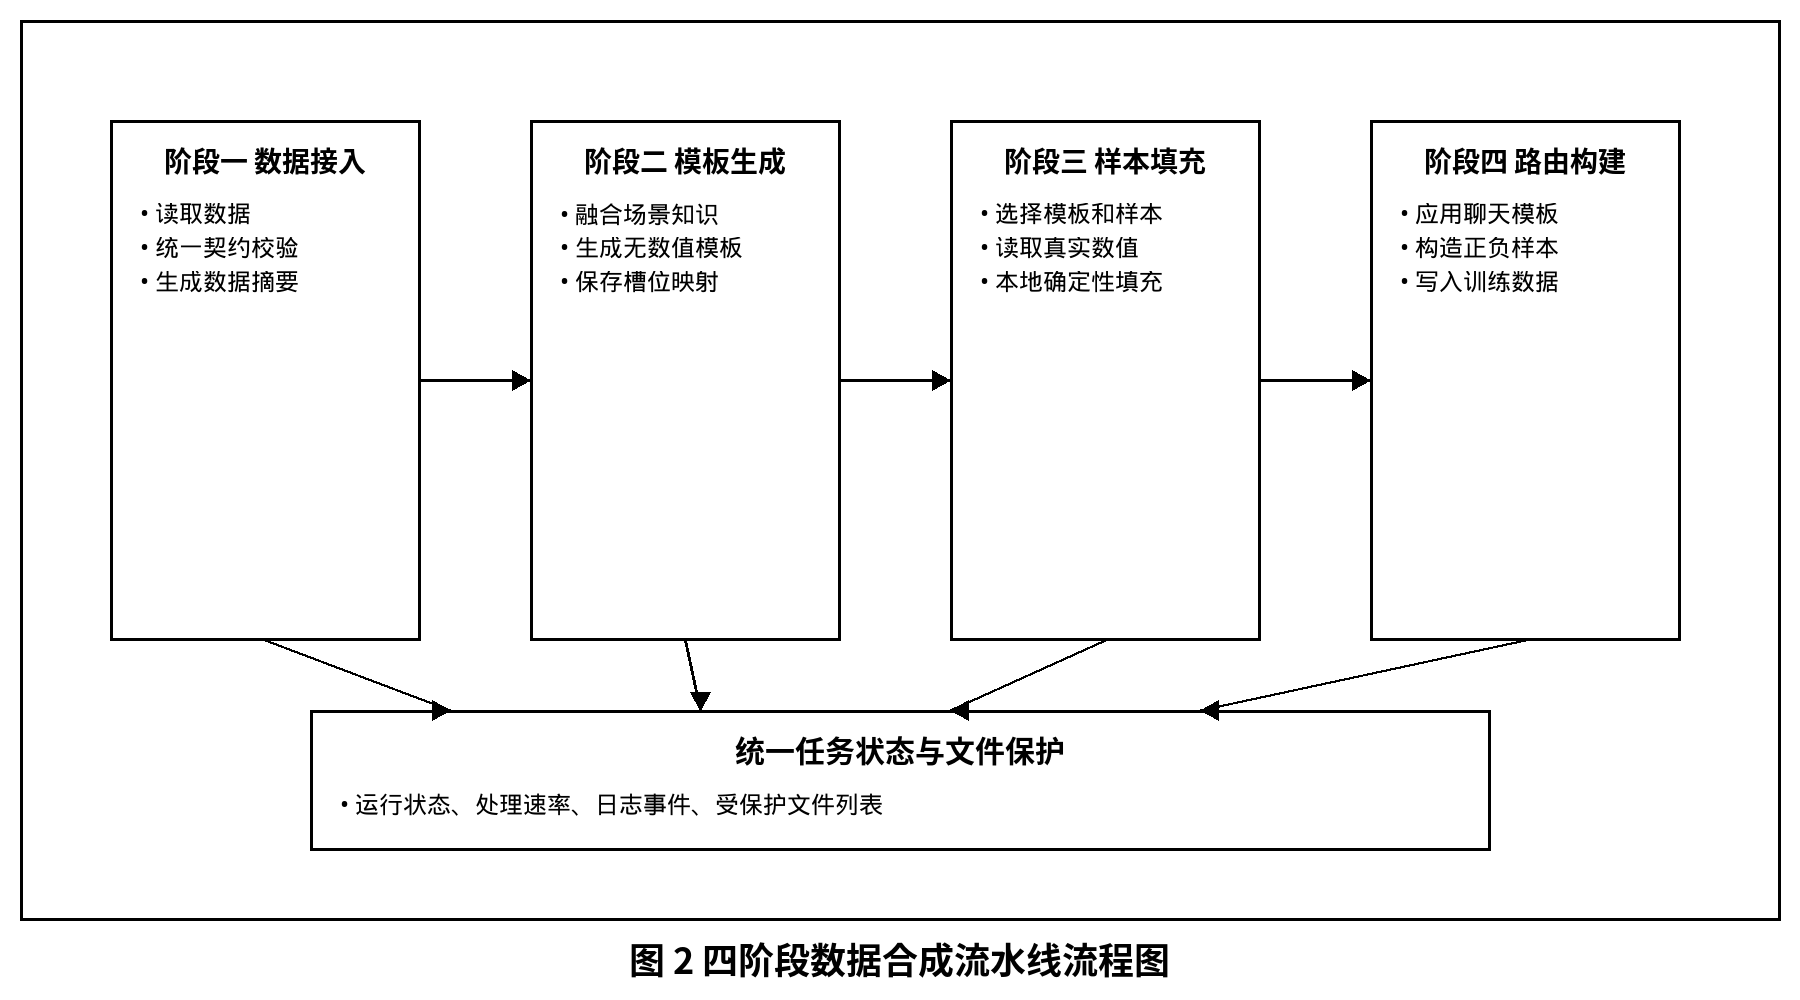 阶段一 数据接入
• 读取数据
• 统一契约校验
• 生成数据摘要
阶段二 模板生成
• 融合场景知识
• 生成无数值模板
• 保存槽位映射
阶段三 样本填充
• 选择模板和样本
• 读取真实数值
• 本地确定性填充
阶段四 路由构建
• 应用聊天模板
• 构造正负样本
• 写入训练数据
统一任务状态与文件保护
• 运行状态、处理速率、日志事件、受保护文件列表
图 2 四阶段数据合成流水线流程图